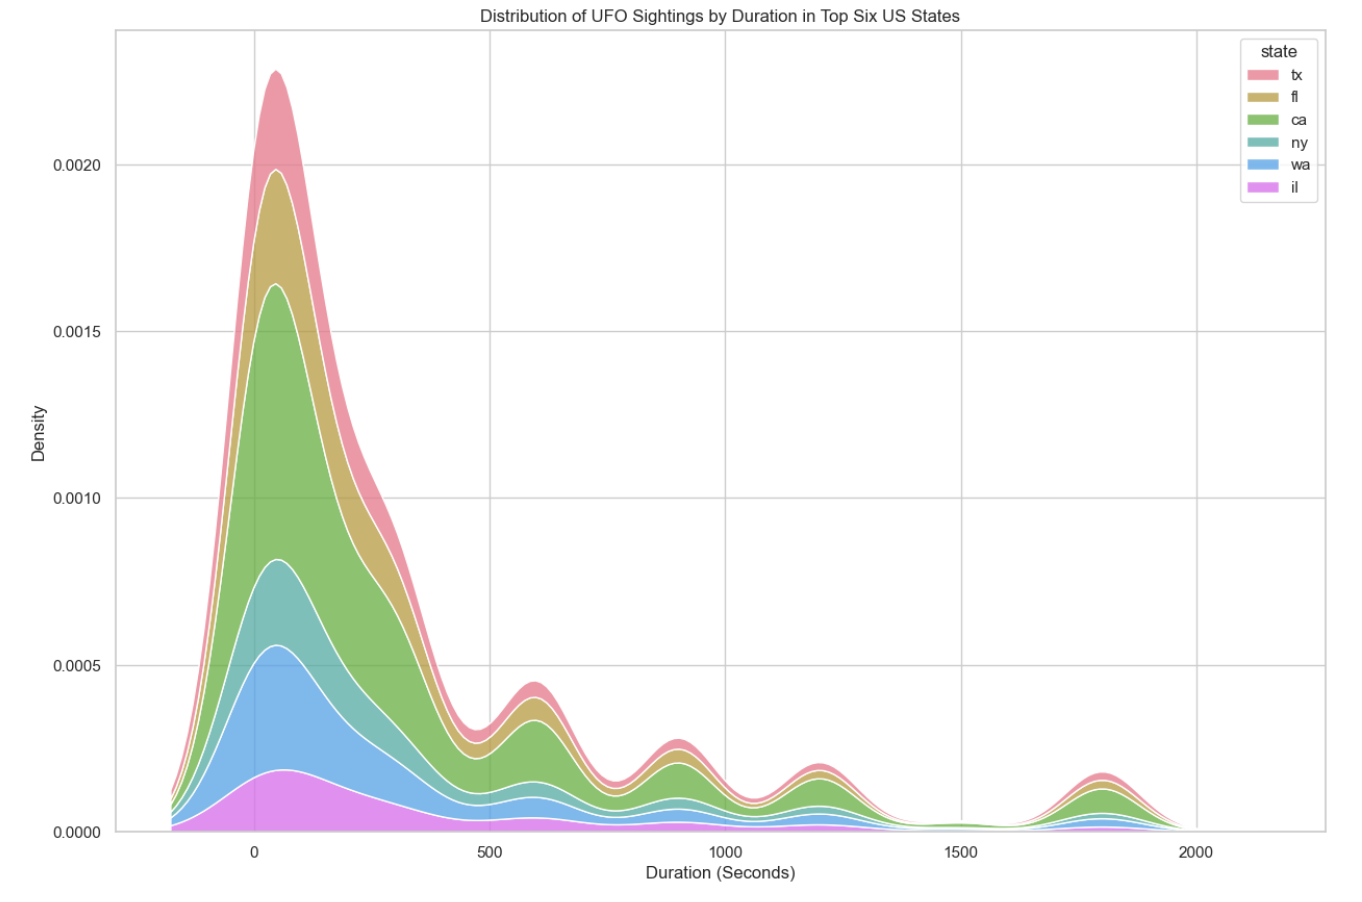 Distribution of UFO Sightings by Duration in Top Six US States
state
tx
fl
ca
ny
wa
il
0.0020
0.0015
0.0010
0.0005
0.0000
Density
0 500 1000 1500 2000
Duration (Seconds)